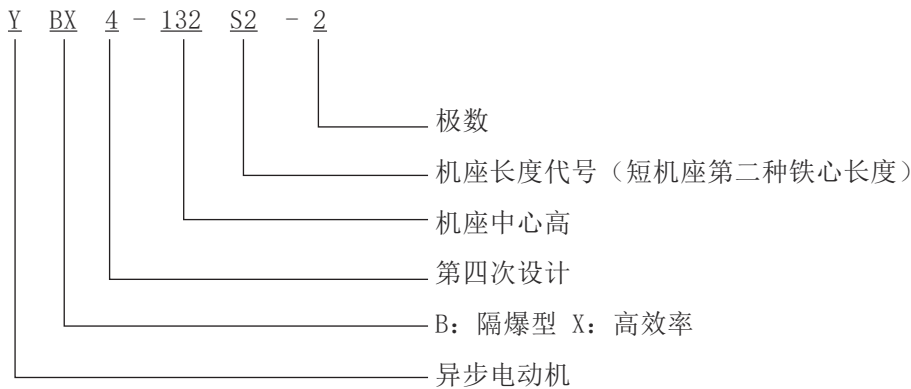 Y BX 4 - 132 S2 - 2
极数
机座长度代号（短机座第二种铁心长度）
机座中心高
第四次设计
B：隔爆型 X：高效率
异步电动机